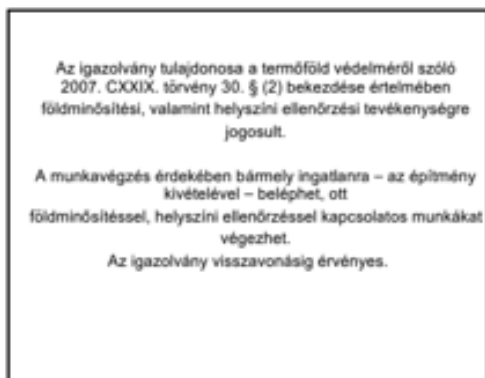 Az igazolvány tulajdonosa a termőföld védelméről szóló
2007. CXXIX. törvény 30. § (2) bekezdése értelmében
földminősítési, valamint helyszíni ellenőrzési tevékenységre
jogosult.
A munkavégzés érdekében bármely ingatlanra – az építmény
kivételével – beléphet, ott
földminősítéssel, helyszíni ellenőrzéssel kapcsolatos munkákat
végezhet.
Az igazolvány visszavonásig érvényes.